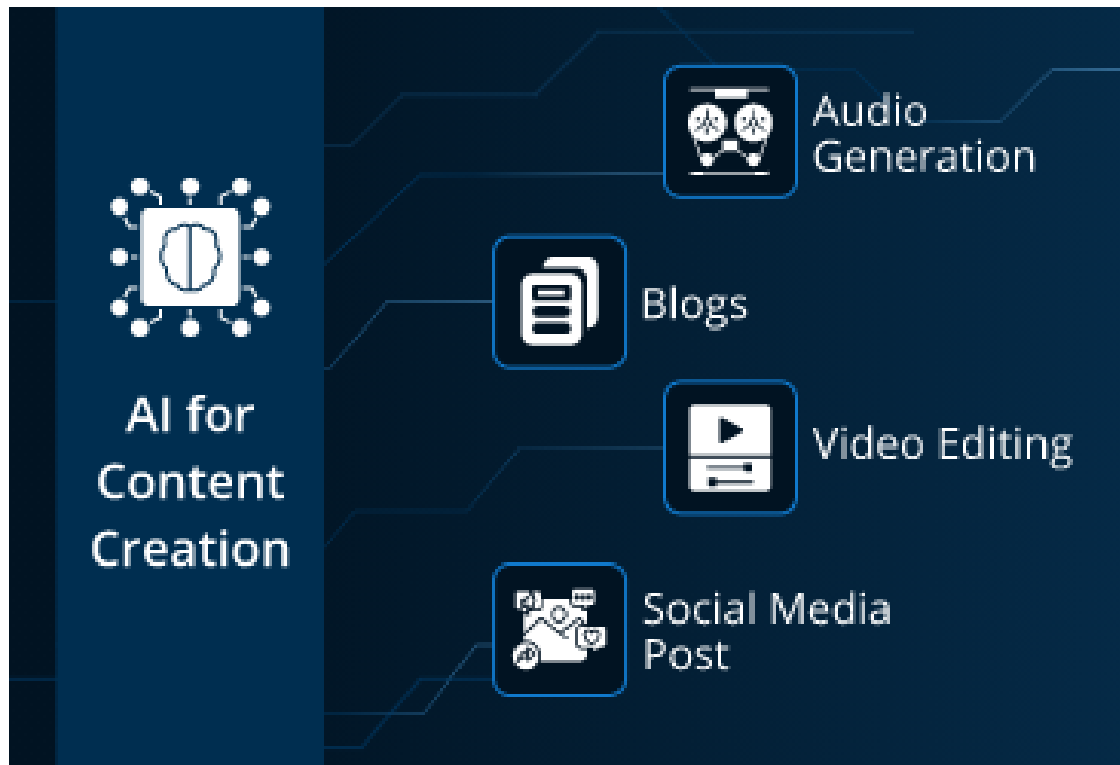 AI for
Content
Creation
Audio
Generation
Blogs
Video Editing
Social Media
Post